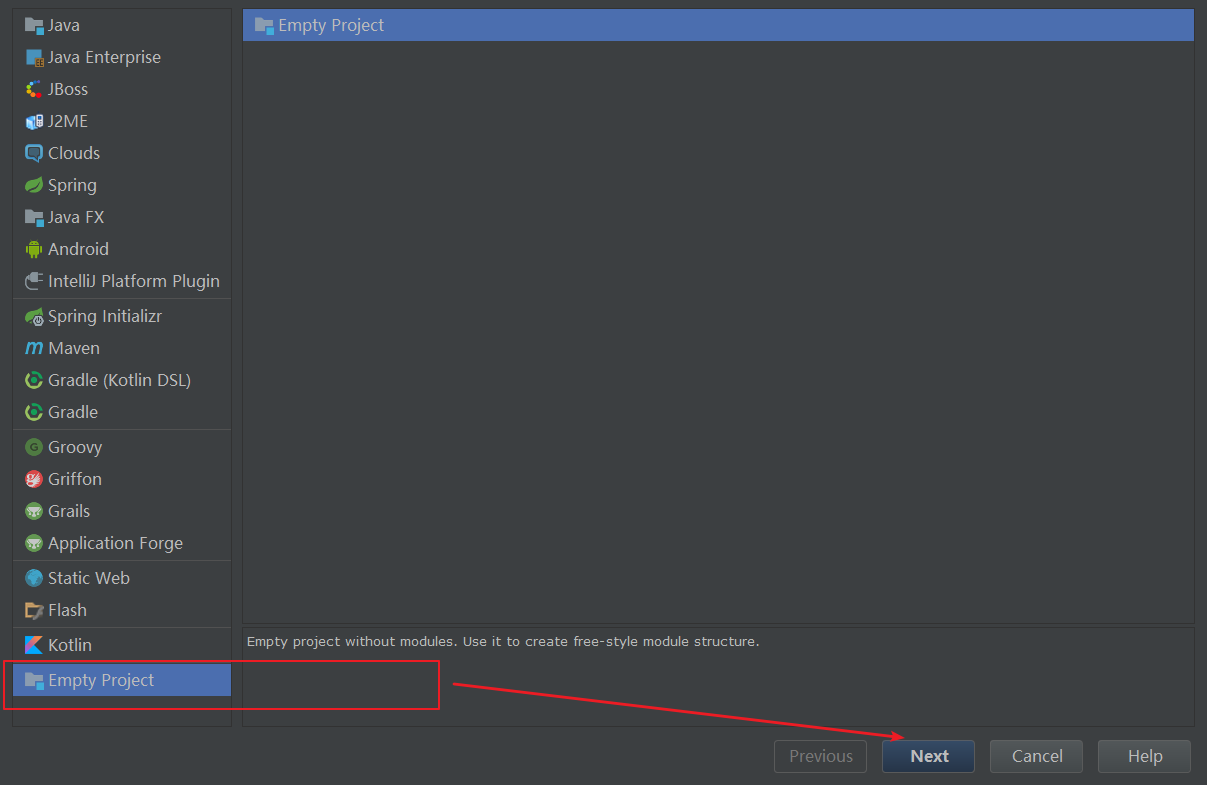 Java
Java Enterprise
JBoss
J2ME
Clouds
Spring
Java FX
Android
IntelliJ Platform Plugin
Spring Initializr
Maven
Gradle (Kotlin DSL)
Gradle
Groovy
Griffon
Grails
Application Forge
Static Web
Flash
Kotlin
Empty Project
Empty Project
Empty project without modules. Use it to create free-style module structure.
Previous
Next
Cancel
Help